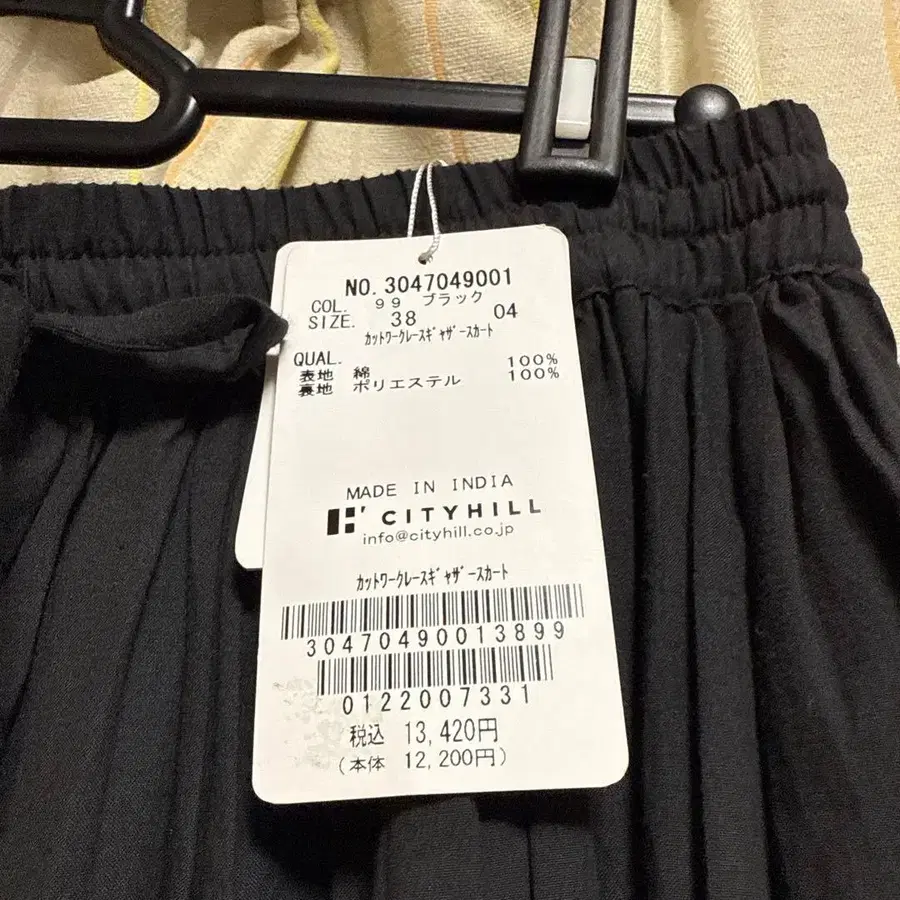 NO. 3047049001
COL. 99 ブラック
SIZE. 38 04
ｶｯﾄﾜｰｸﾚｰｽｷﾞｬｻﾞｰｽｶｰﾄ
QUAL.
表地 綿 100%
裏地 ポリエステル 100%
MADE IN INDIA
CITYHILL
info@cityhill.co.jp
ｶｯﾄﾜｰｸﾚｰｽｷﾞｬｻﾞｰｽｶｰﾄ
30470490013899
0122007331
税込 13,420円
(本体 12,200円)